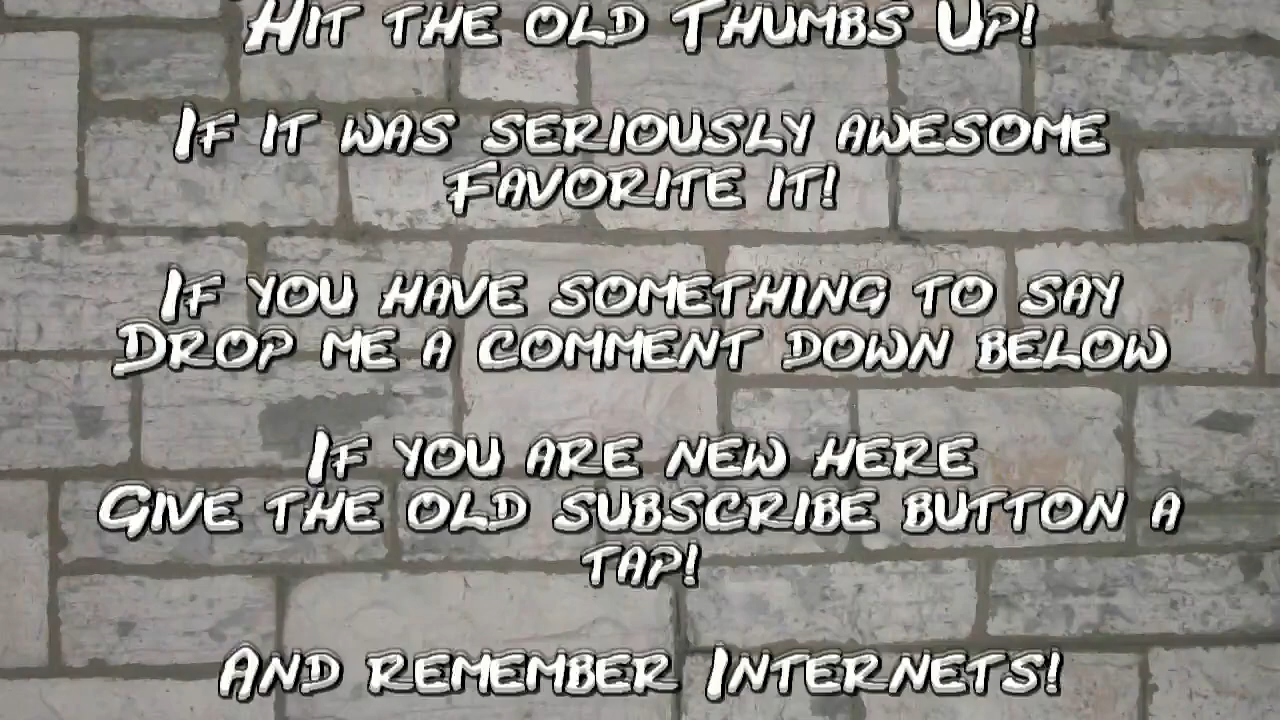 Hit the old Thumbs Up!
If it was seriously awesome
Favorite it!
If you have something to say
Drop me a comment down below
If you are new here
Give the old subscribe button a
tap!
And remember Internets!